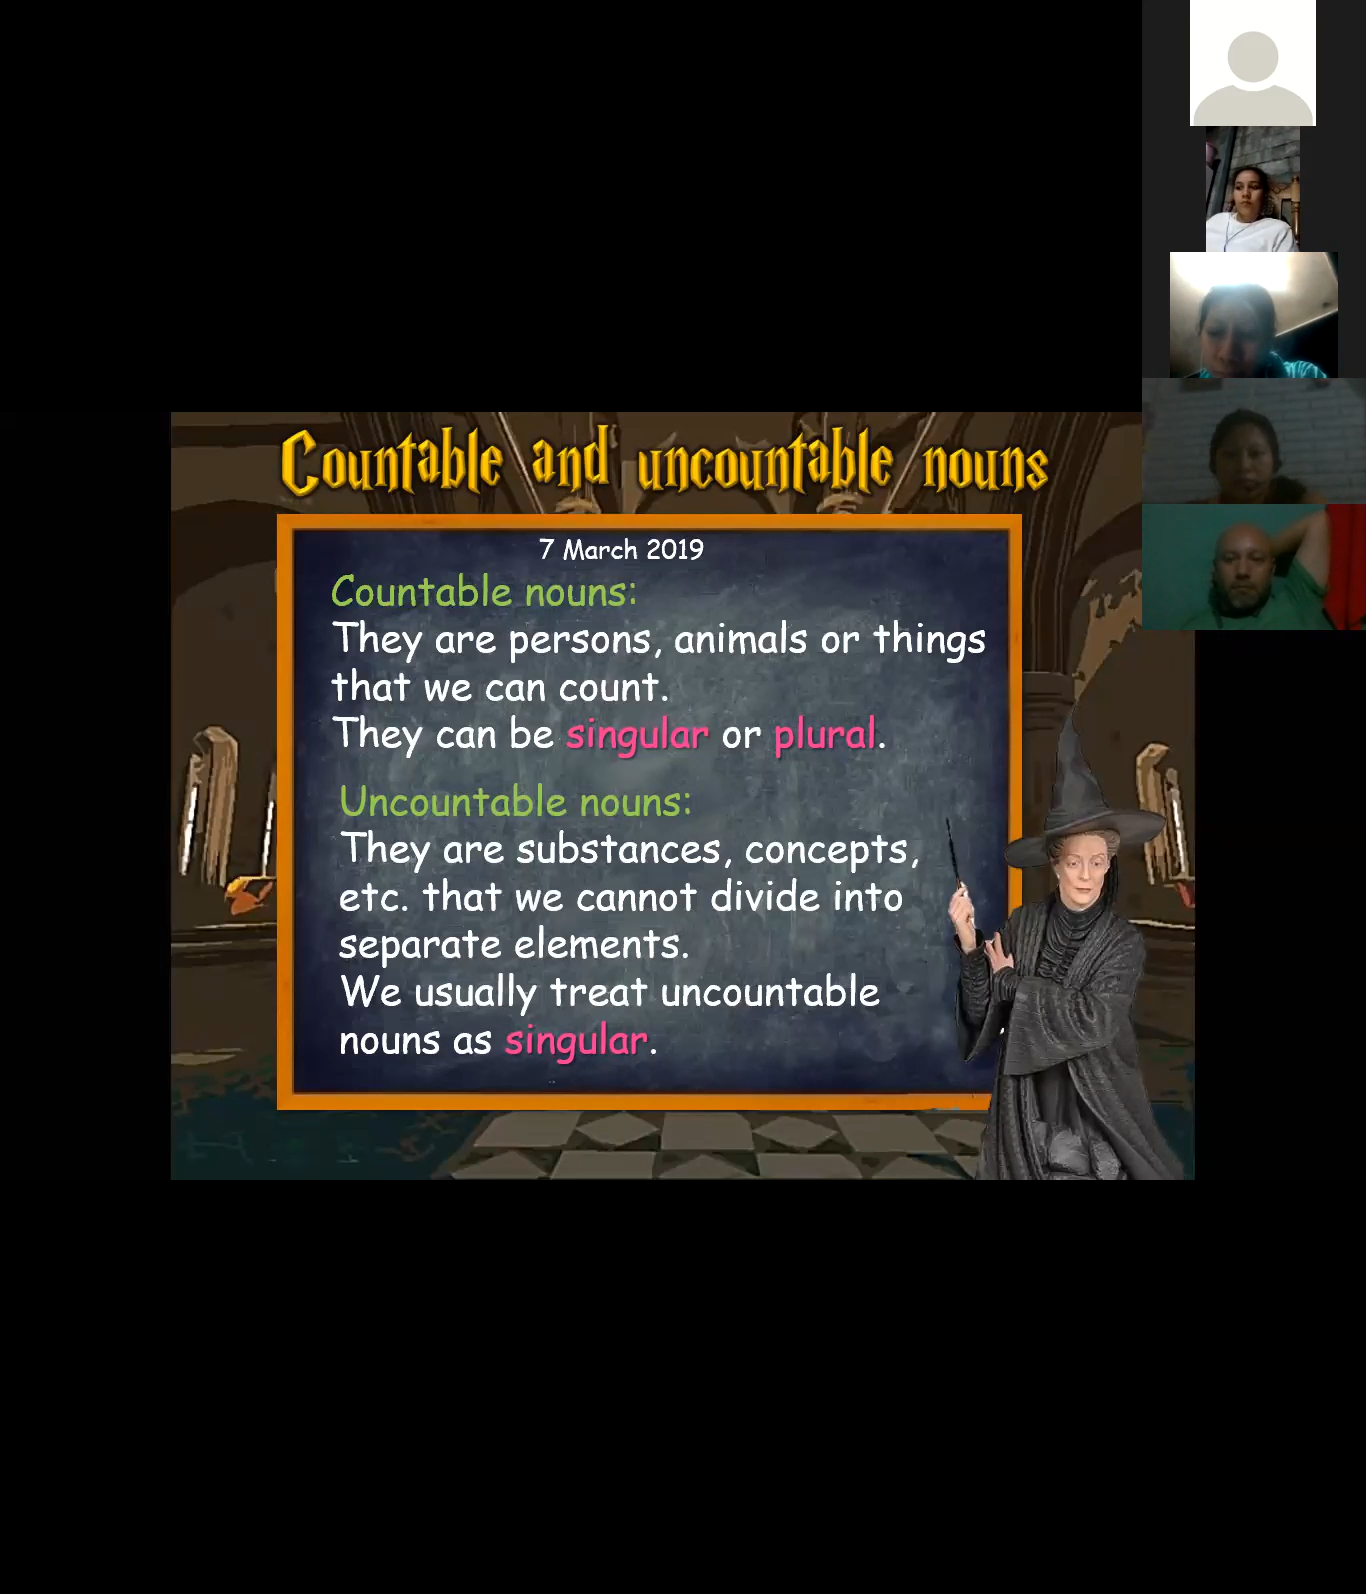 Countable and uncountable nouns
7 March 2019
Countable nouns:
They are persons, animals or things
that we can count.
They can be singular or plural.
Uncountable nouns:
They are substances, concepts,
etc. that we cannot divide into
separate elements.
We usually treat uncountable
nouns as singular.